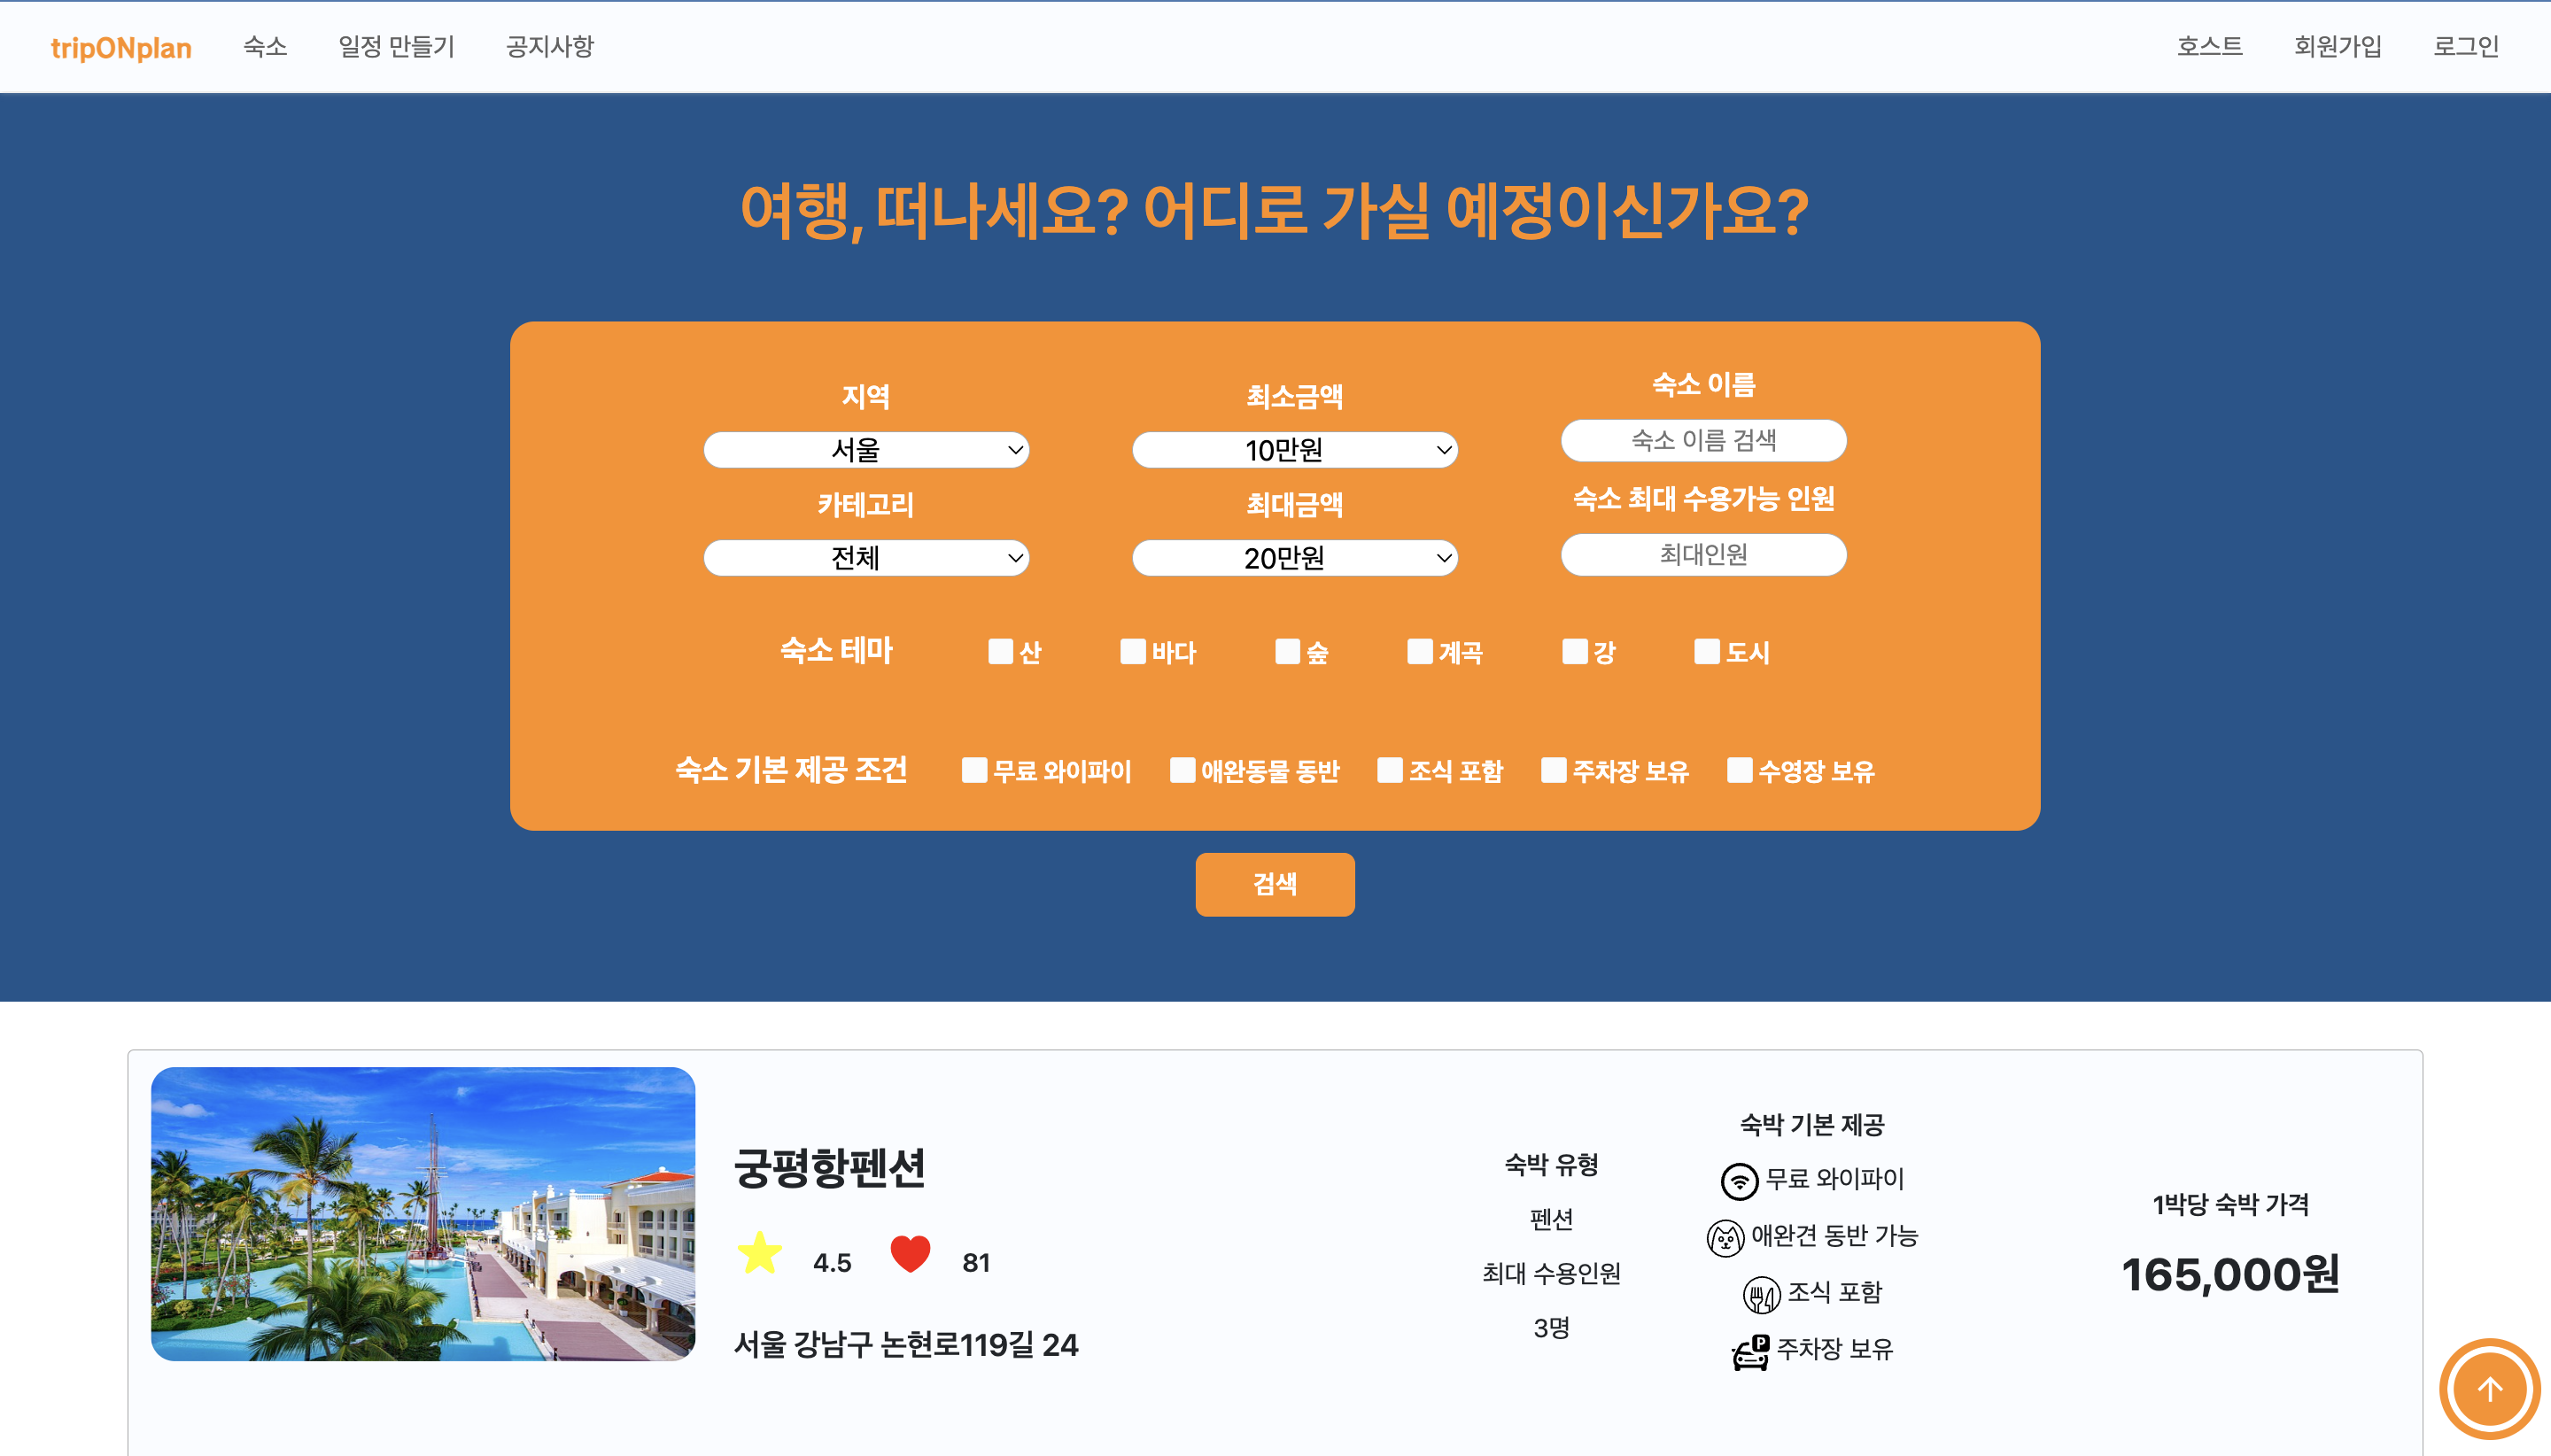 tripONplan 숙소 일정 만들기 공지사항 호스트 회원가입 로그인
여행, 떠나세요? 어디로 가실 예정이신가요?
지역 최소금액 숙소 이름
서울 10만원 숙소 이름 검색
카테고리 최대금액 숙소 최대 수용가능 인원
전체 20만원 최대인원
숙소 테마 산 바다 숲 계곡 강 도시
숙소 기본 제공 조건 무료 와이파이 애완동물 동반 조식 포함 주차장 보유 수영장 보유
검색
궁평항펜션
4.5 81
서울 강남구 논현로119길 24
숙박 유형
펜션
최대 수용인원
3명
숙박 기본 제공
무료 와이파이
애완견 동반 가능
조식 포함
P 주차장 보유
1박당 숙박 가격
165,000원